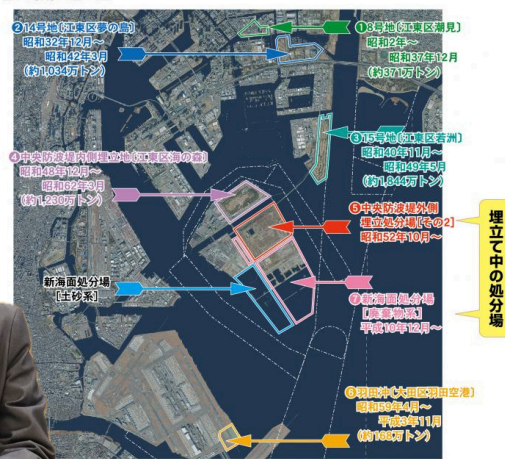 ❷14号地〔江東区夢の島〕
昭和32年12月～
昭和42年3月
(約1,034万トン)
❶8号地〔江東区潮見〕
昭和2年～
昭和37年12月
(約371万トン)
❸15号地〔江東区若洲〕
昭和40年11月～
昭和49年5月
(約1,844万トン)
❹中央防波堤内側埋立地〔江東区海の森〕
昭和48年12月～
昭和62年3月
(約1,230万トン)
❺中央防波堤外側
埋立処分場[その2]
昭和52年10月～
埋立て中の処分場
新海面処分場
[土砂系]
❼新海面処分場
[廃棄物系]
平成10年12月～
❻羽田沖〔大田区羽田空港〕
昭和59年4月～
平成3年11月
(約168万トン)